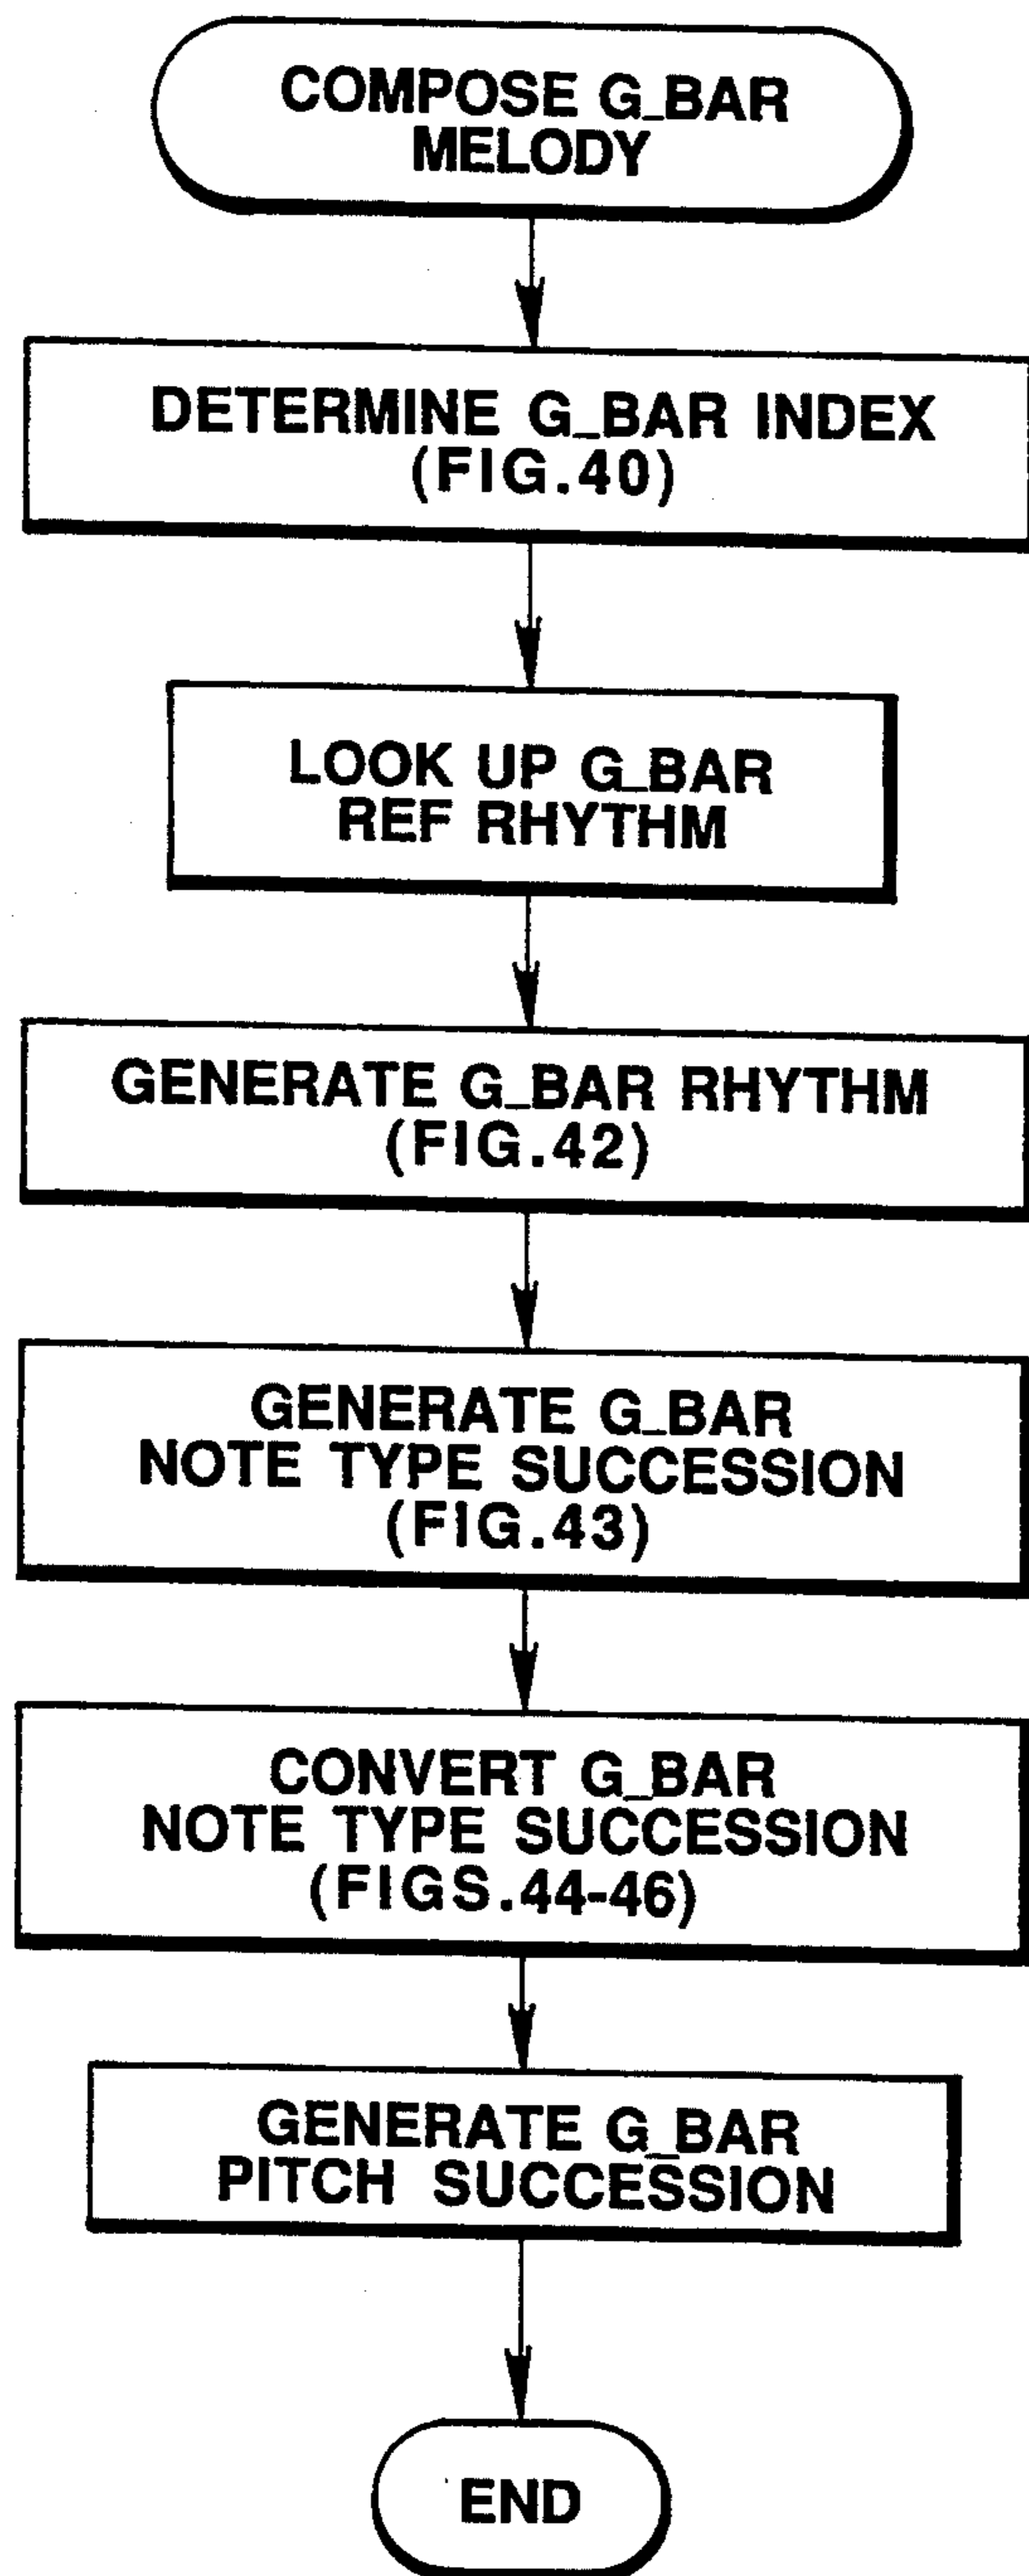 COMPOSE G_BAR
MELODY
DETERMINE G_BAR INDEX
(FIG.40)
LOOK UP G_BAR
REF RHYTHM
GENERATE G_BAR RHYTHM
(FIG.42)
GENERATE G_BAR
NOTE TYPE SUCCESSION
(FIG.43)
CONVERT G_BAR
NOTE TYPE SUCCESSION
(FIGS.44-46)
GENERATE G_BAR
PITCH SUCCESSION
END